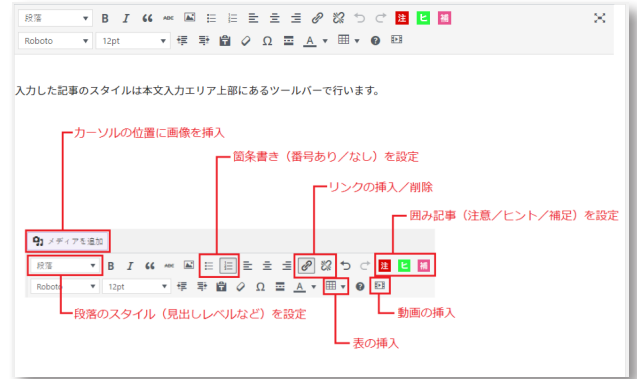 段落 B I ABC 注 ヒ 補
Roboto 12pt Ω A
入力した記事のスタイルは本文入力エリア上部にあるツールバーで行います。
カーソルの位置に画像を挿入
箇条書き（番号あり／なし）を設定
リンクの挿入／削除
囲み記事（注意／ヒント／補足）を設定
メディアを追加
段落 B I ABC 注 ヒ 補
Roboto 12pt Ω A
段落のスタイル（見出しレベルなど）を設定
動画の挿入
表の挿入